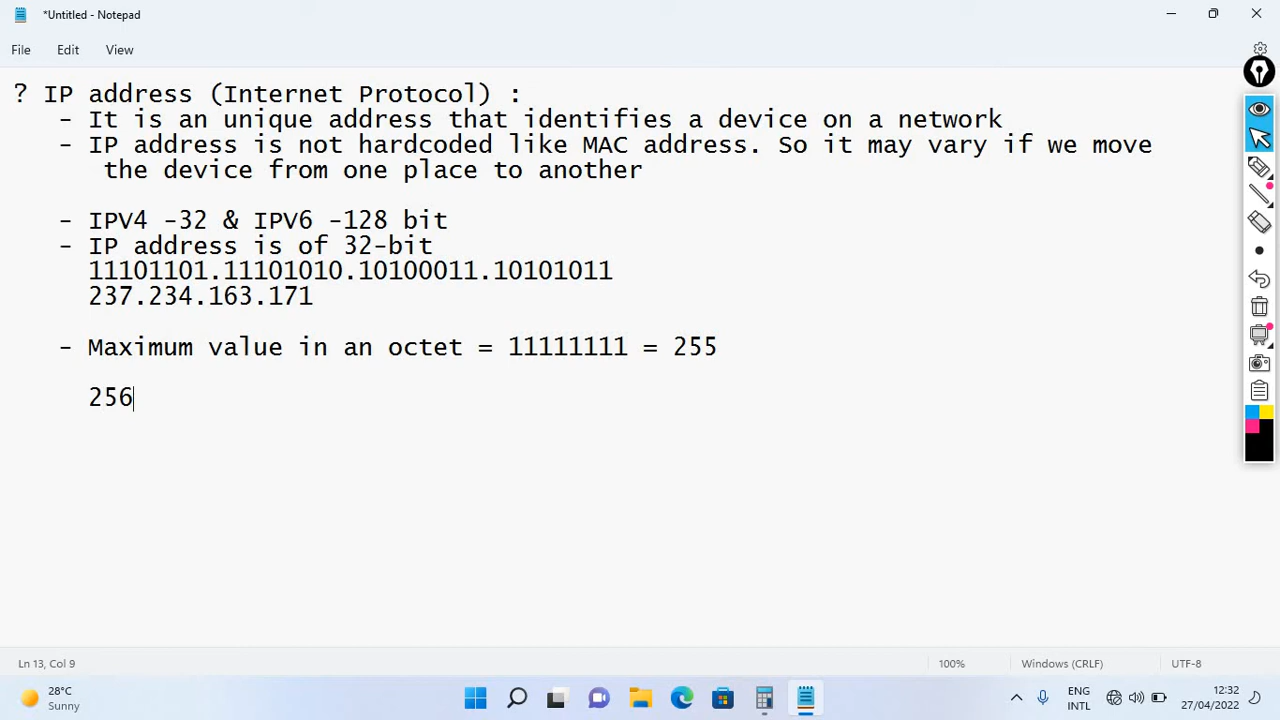 *Untitled - Notepad
File Edit View
? IP address (Internet Protocol) :
- It is an unique address that identifies a device on a network
- IP address is not hardcoded like MAC address. So it may vary if we move
the device from one place to another
- IPV4 -32 & IPV6 -128 bit
- IP address is of 32-bit
11101101.11101010.10100011.10101011
237.234.163.171
- Maximum value in an octet = 11111111 = 255
256
Ln 13, Col 9 100% Windows (CRLF) UTF-8
28°C
Sunny
ENG
INTL
12:32
27/04/2022